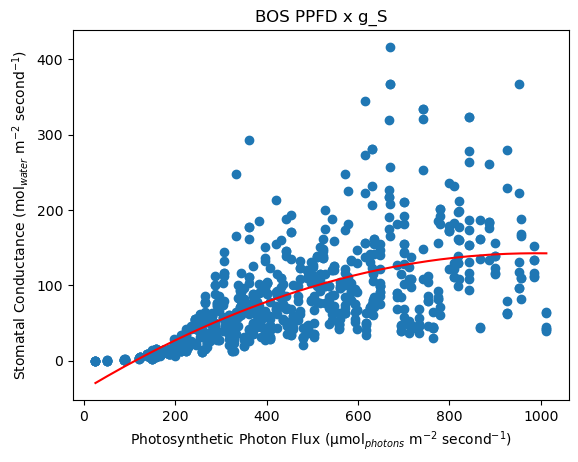 BOS PPFD x g_S
Stomatal Conductance (mol_water m⁻² second⁻¹)
400
300
200
100
0
0 200 400 600 800 1000
Photosynthetic Photon Flux (μmol_photons m⁻² second⁻¹)